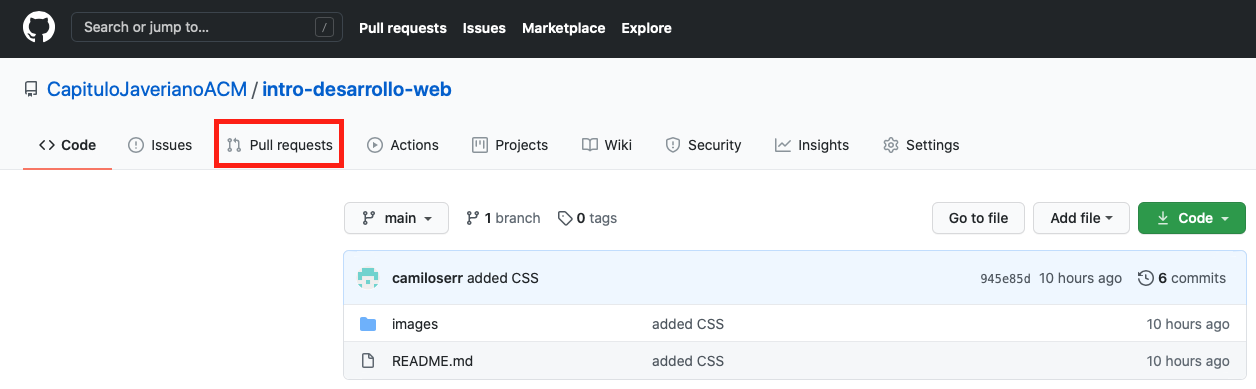 Search or jump to... /
Pull requests Issues Marketplace Explore
CapituloJaverianoACM / intro-desarrollo-web
Code Issues Pull requests Actions Projects Wiki Security Insights Settings
main 1 branch 0 tags Go to file Add file Code
camiloserr added CSS 945e85d 10 hours ago 6 commits
images added CSS 10 hours ago
README.md added CSS 10 hours ago